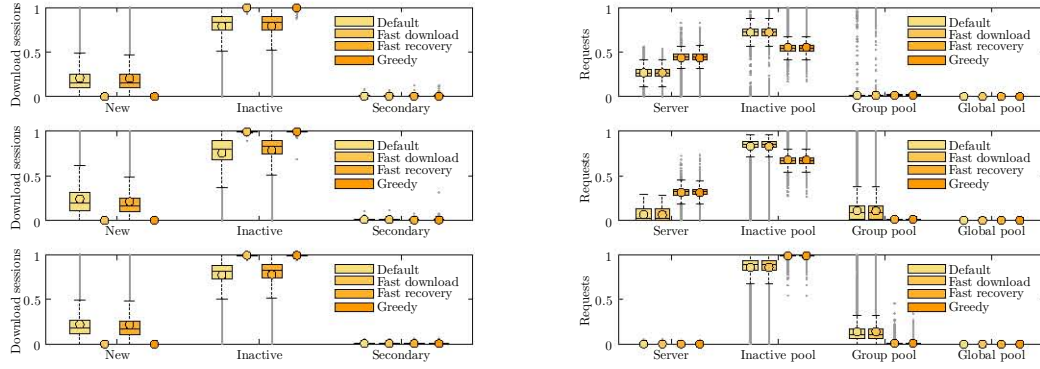 Download sessions
1
0.5
0
New
Inactive
Secondary
Default
Fast download
Fast recovery
Greedy
Requests
1
0.5
0
Server
Inactive pool
Group pool
Global pool
Default
Fast download
Fast recovery
Greedy
Download sessions
1
0.5
0
New
Inactive
Secondary
Default
Fast download
Fast recovery
Greedy
Requests
1
0.5
0
Server
Inactive pool
Group pool
Global pool
Default
Fast download
Fast recovery
Greedy
Download sessions
1
0.5
0
New
Inactive
Secondary
Default
Fast download
Fast recovery
Greedy
Requests
1
0.5
0
Server
Inactive pool
Group pool
Global pool
Default
Fast download
Fast recovery
Greedy